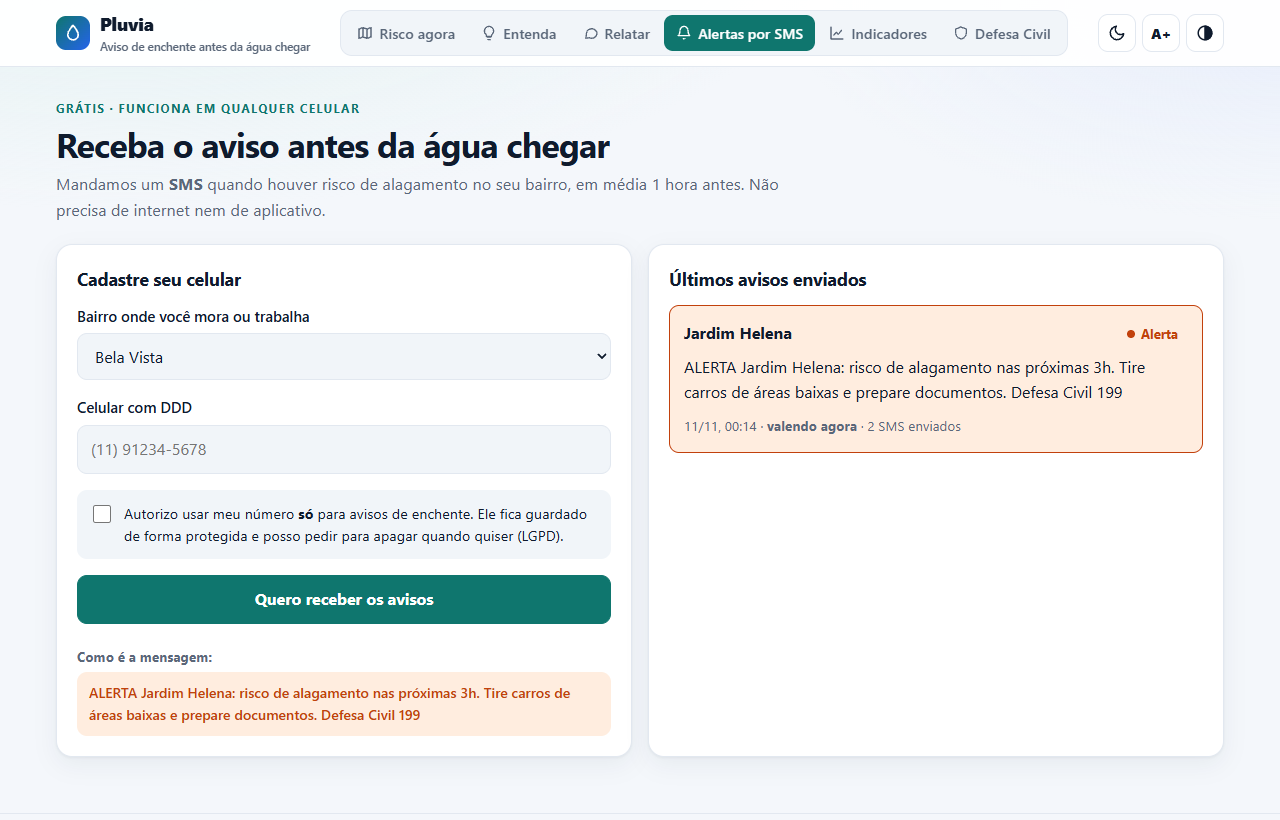 Pluvia
Aviso de enchente antes da água chegar
Risco agora
Entenda
Relatar
Alertas por SMS
Indicadores
Defesa Civil
A+
GRÁTIS · FUNCIONA EM QUALQUER CELULAR
Receba o aviso antes da água chegar
Mandamos um SMS quando houver risco de alagamento no seu bairro, em média 1 hora antes. Não
precisa de internet nem de aplicativo.
Cadastre seu celular
Bairro onde você mora ou trabalha
Bela Vista
Celular com DDD
(11) 91234-5678
Autorizo usar meu número só para avisos de enchente. Ele fica guardado
de forma protegida e posso pedir para apagar quando quiser (LGPD).
Quero receber os avisos
Como é a mensagem:
ALERTA Jardim Helena: risco de alagamento nas próximas 3h. Tire carros de
áreas baixas e prepare documentos. Defesa Civil 199
Últimos avisos enviados
Jardim Helena
Alerta
ALERTA Jardim Helena: risco de alagamento nas próximas 3h. Tire
carros de áreas baixas e prepare documentos. Defesa Civil 199
11/11, 00:14 · valendo agora · 2 SMS enviados